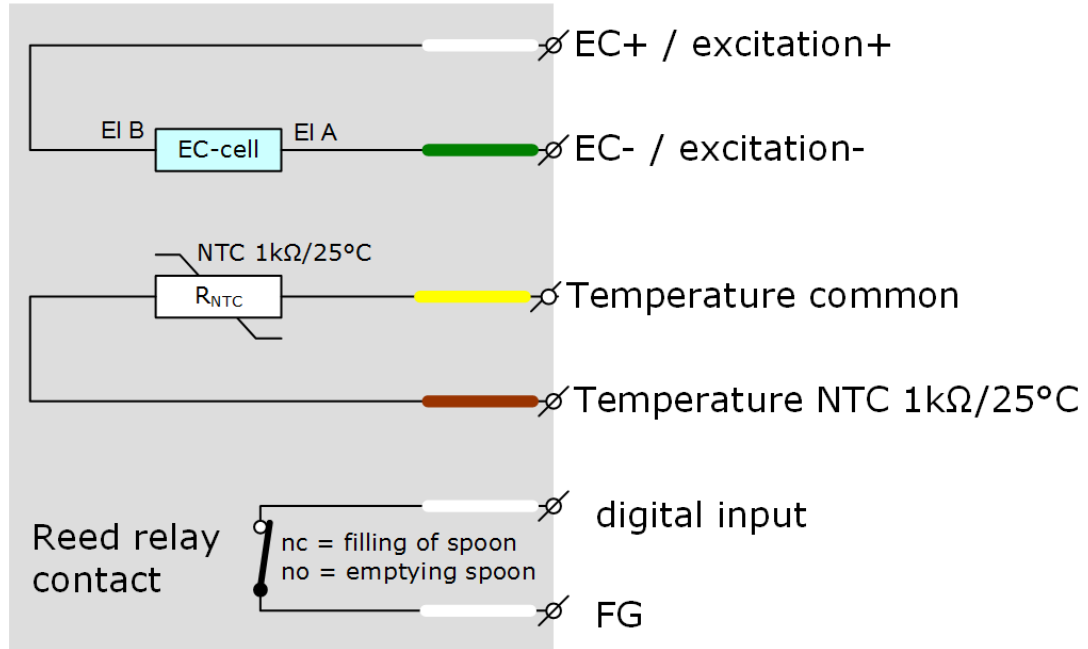 EC+ / excitation+
El B
EC-cell
El A
EC- / excitation-
NTC 1kΩ/25°C
RNTC
Temperature common
Temperature NTC 1kΩ/25°C
Reed relay
contact
nc = filling of spoon
no = emptying spoon
digital input
FG